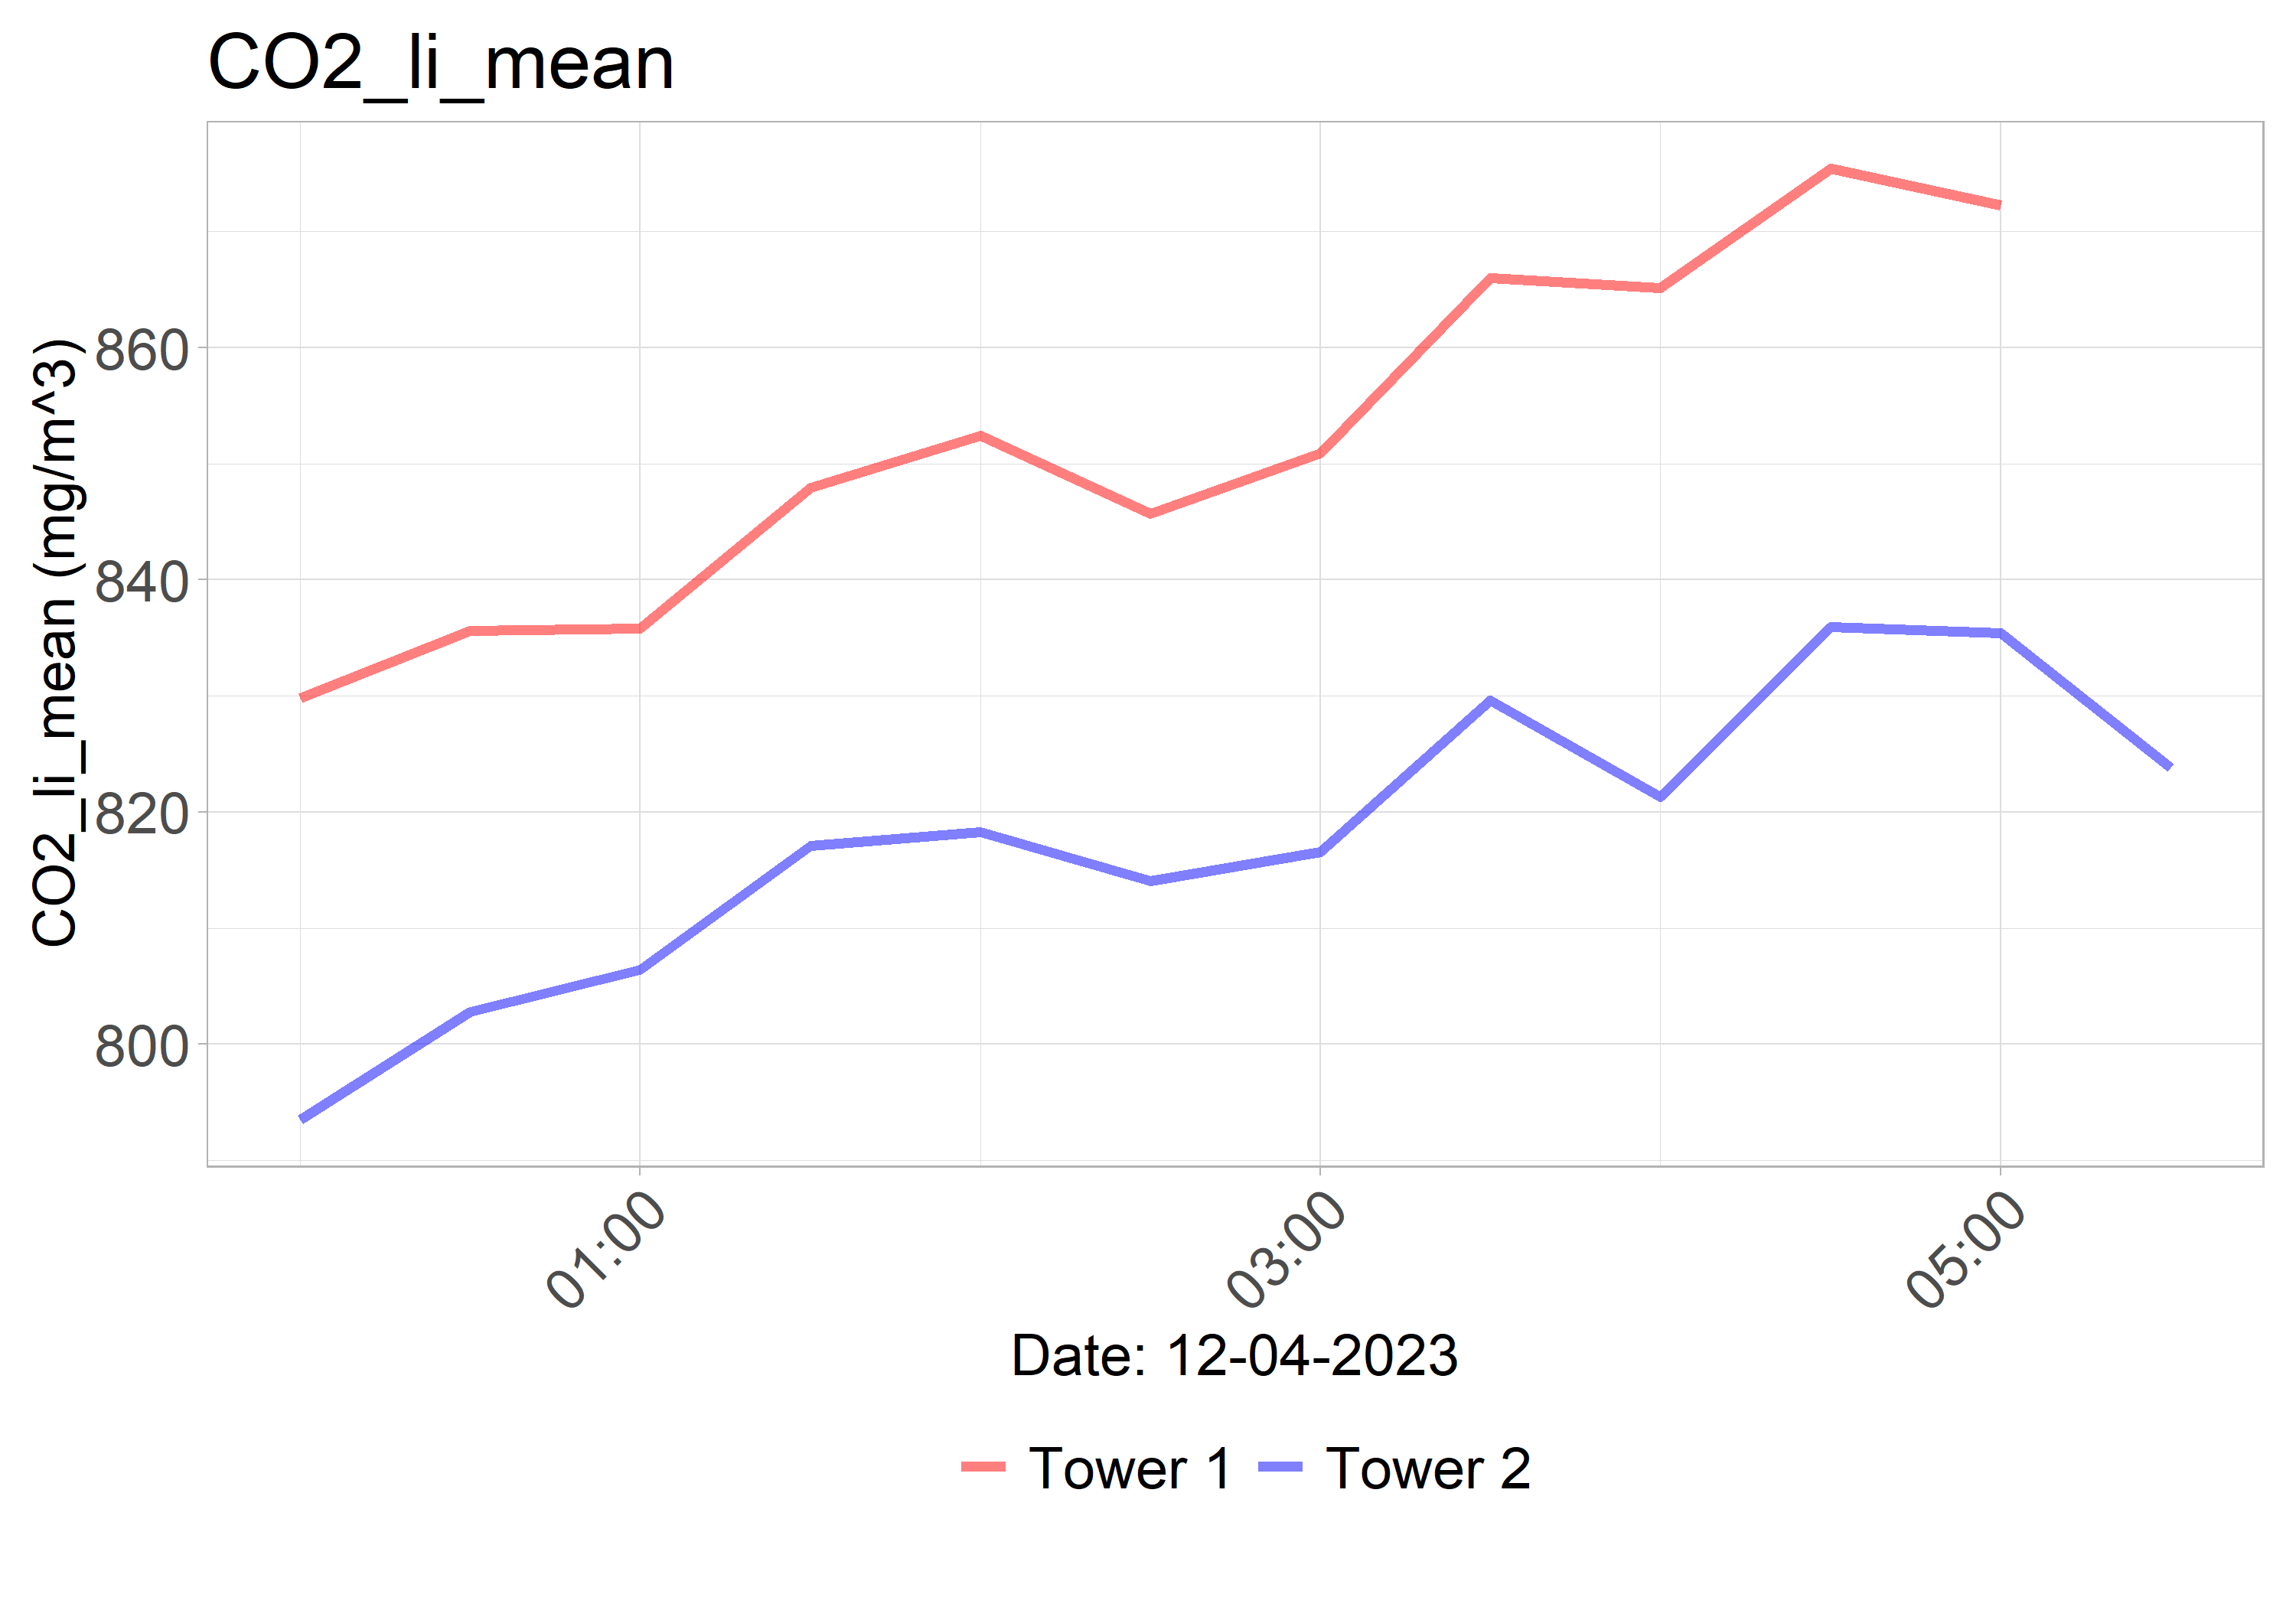 CO2_li_mean
CO2_li_mean (mg/m^3)
860
840
820
800
01:00
03:00
05:00
Date: 12-04-2023
Tower 1
Tower 2